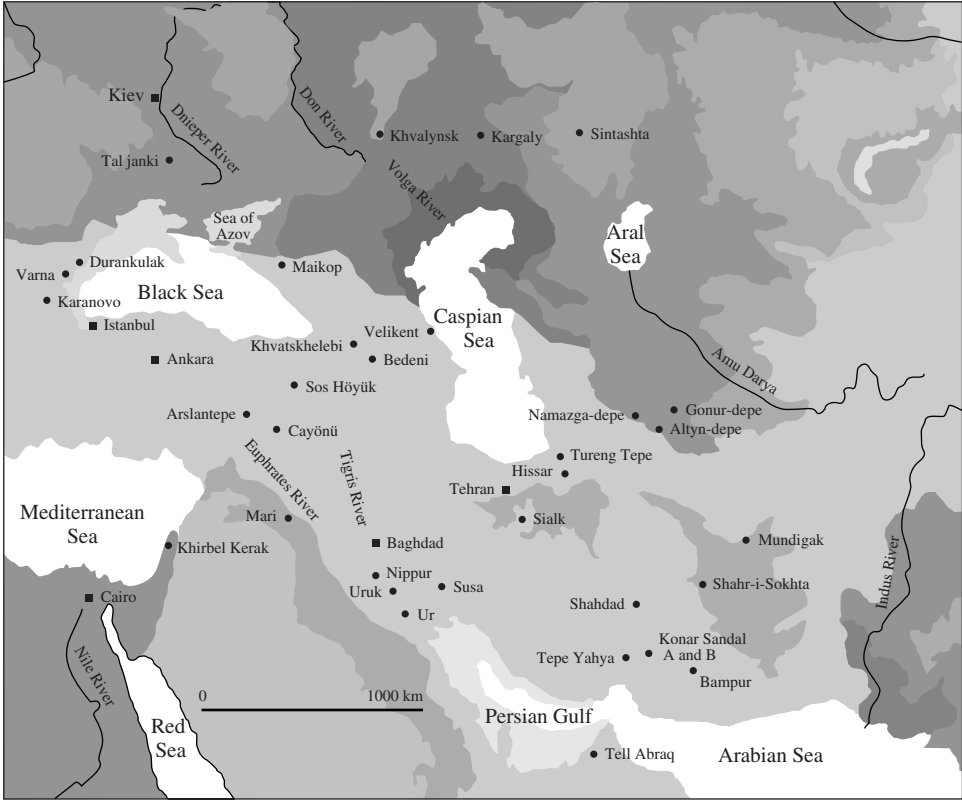 Kiev
Dnieper River
Don River
Khvalynsk
Kargaly
Sintashta
Tal janki
Volga River
Sea of
Azov
Aral
Sea
Durankulak
Varna
Maikop
Black Sea
Karanovo
Istanbul
Caspian
Sea
Velikent
Khvatskhelebi
Bedeni
Ankara
Amu Darya
Sos Höyük
Arslantepe
Cayönü
Namazga-depe
Gonur-depe
Altyn-depe
Euphrates River
Tigris River
Tureng Tepe
Hissar
Tehran
Mediterranean
Sea
Mari
Sialk
Khirbel Kerak
Baghdad
Mundigak
Indus River
Nippur
Uruk
Susa
Shahr-i-Sokhta
Cairo
Ur
Shahdad
Nile River
Konar Sandal
A and B
Tepe Yahya
Bampur
0
1000 km
Red
Sea
Persian Gulf
Tell Abraq
Arabian Sea